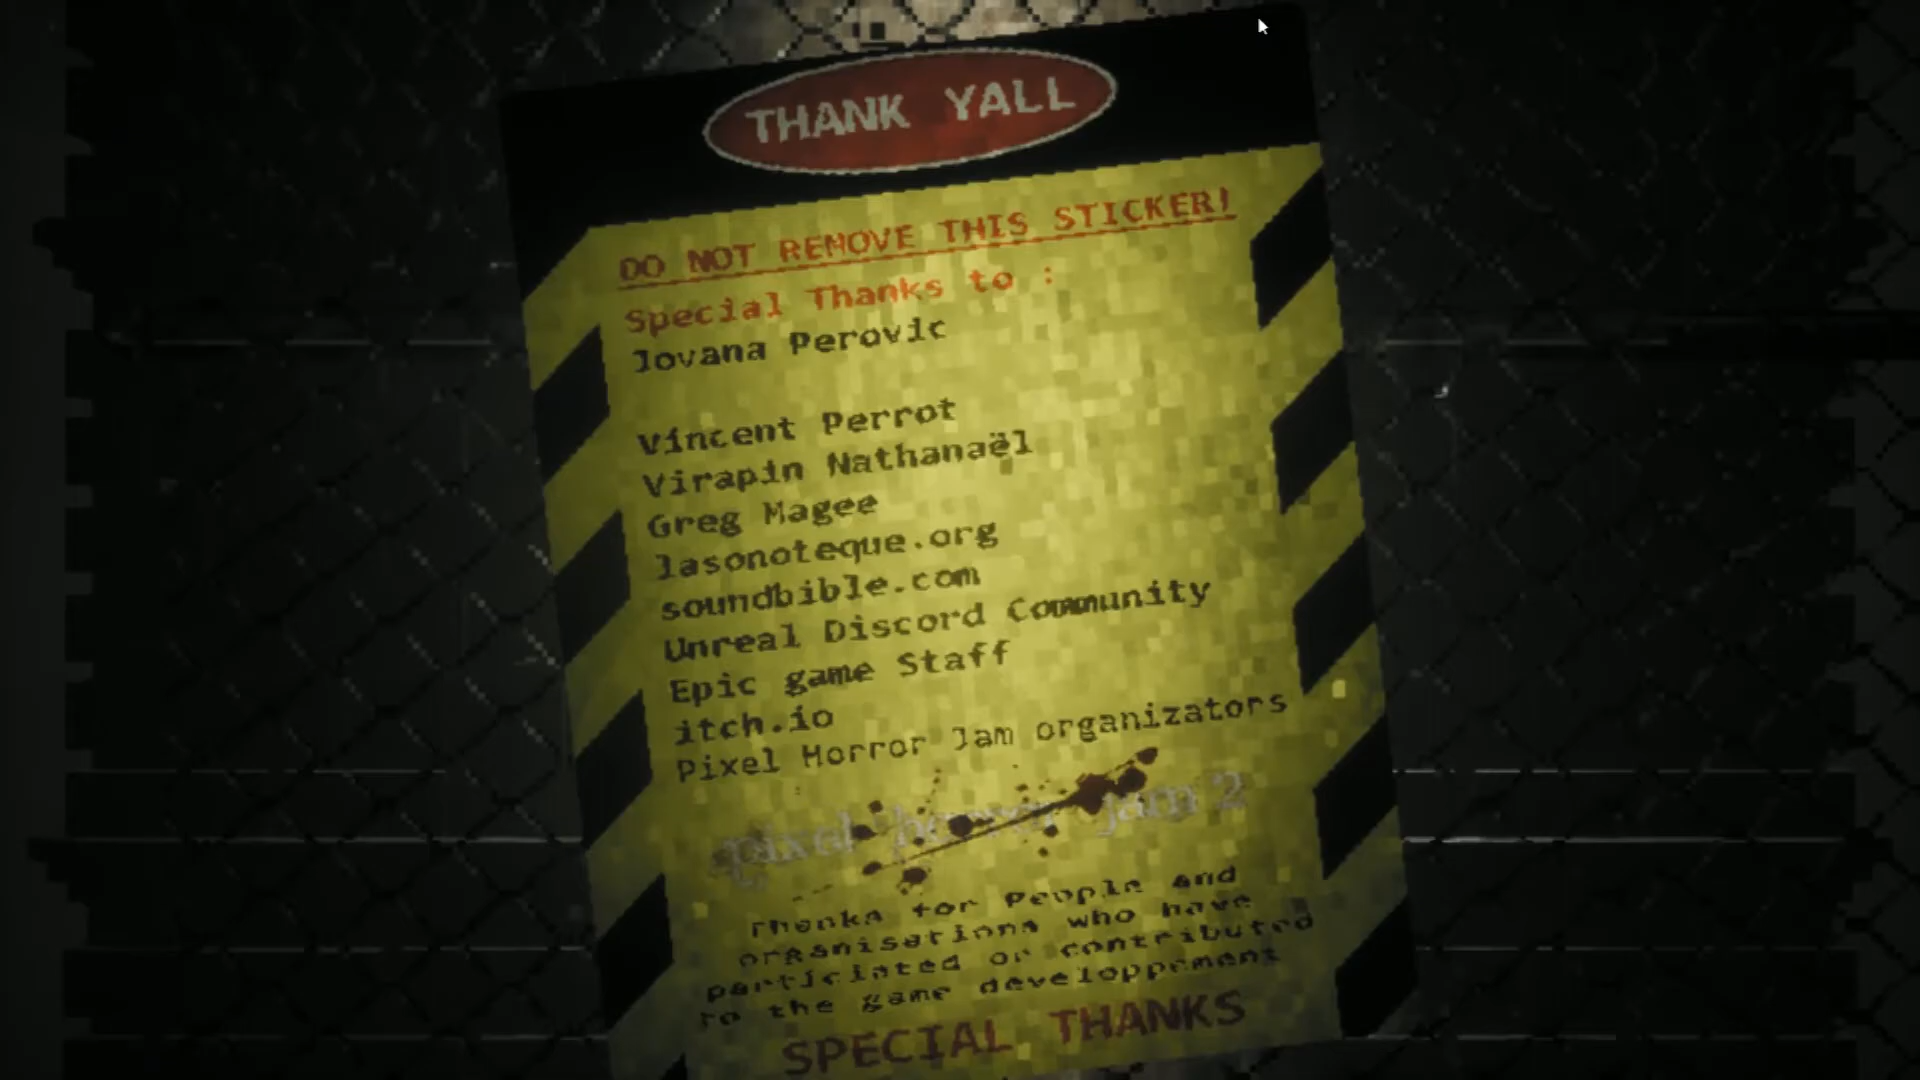 THANK YALL
DO NOT REMOVE THIS STICKER!
Special Thanks to :
Jovana Perovic
Vincent Perrot
Virapin Nathanaël
Greg Magee
lasonoteque.org
soundbible.com
Unreal Discord Community
Epic game Staff
itch.io
Pixel Horror Jam organizators
pixel horror jam 2
Thanks for People and
organisations who have
particiated or contributed
to the game developpement
SPECIAL THANKS